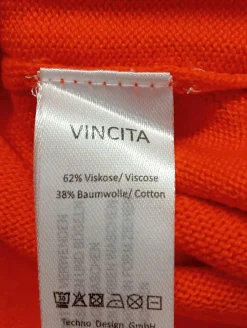 VINCITA
62% Viskose/ Viscose
38% Baumwolle/ Cotton
Techno Design GmbH